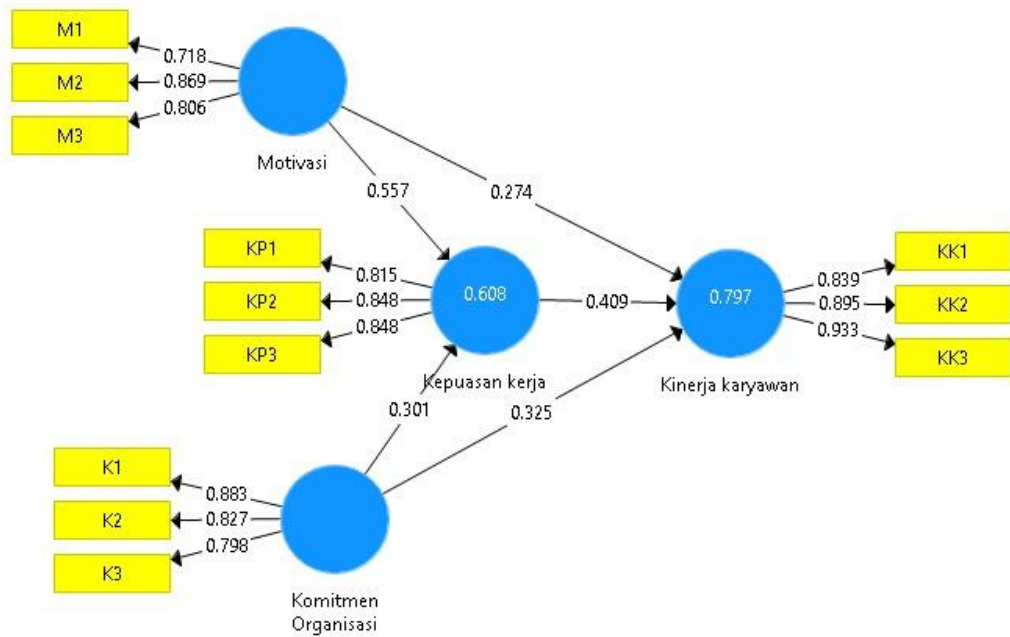 M1
0.718
M2
0.869
M3
0.806
Motivasi
0.557
0.274
KP1
0.815
KP2
0.848
KP3
0.848
0.608
Kepuasan kerja
0.409
0.797
Kinerja karyawan
KK1
0.839
KK2
0.895
KK3
0.933
0.301
0.325
K1
0.883
K2
0.827
K3
0.798
Komitmen
Organisasi